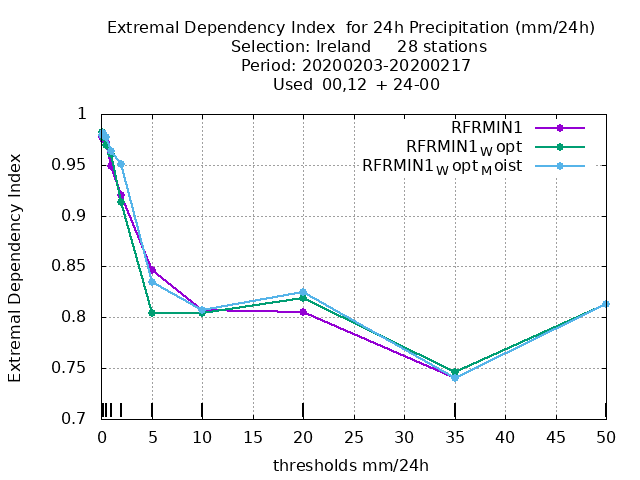 Extremal Dependency Index  for 24h Precipitation (mm/24h)
Selection: Ireland     28 stations
Period: 20200203-20200217
Used  00,12  + 24-00
RFRMIN1
RFRMIN1Wopt
RFRMIN1WoptMoist
Extremal Dependency Index
1
0.95
0.9
0.85
0.8
0.75
0.7
0 5 10 15 20 25 30 35 40 45 50
thresholds mm/24h